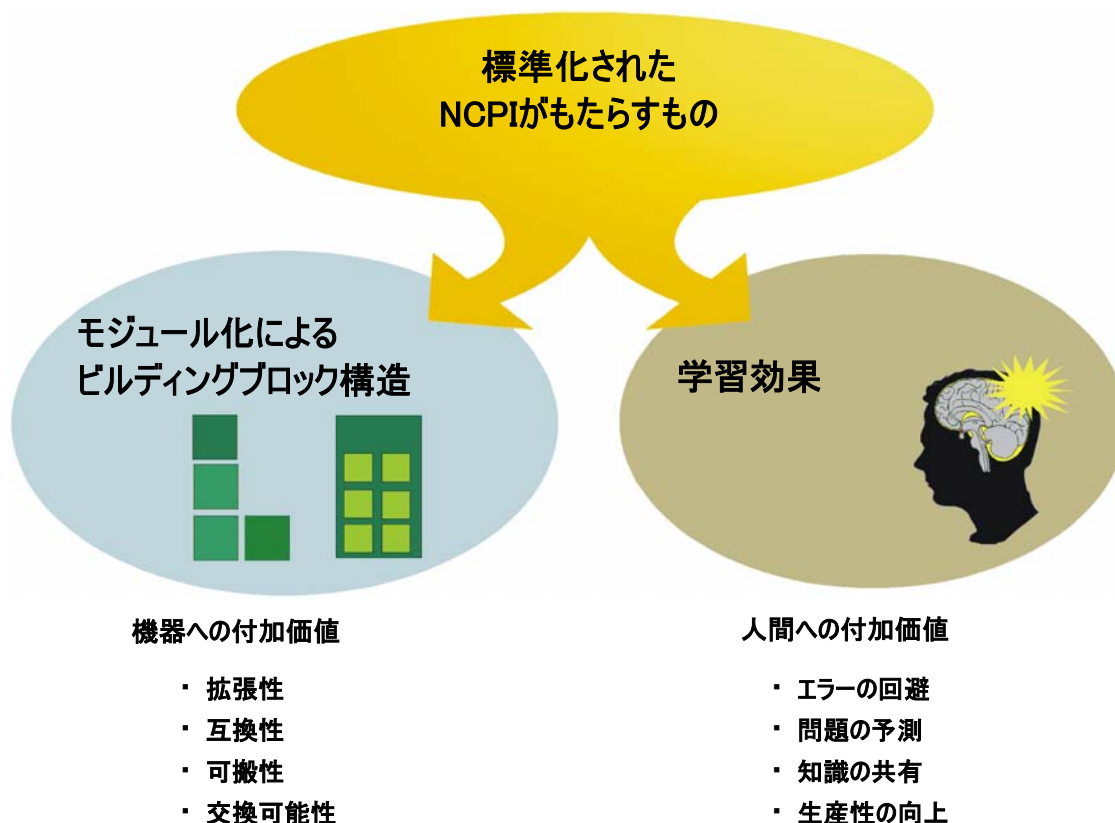 標準化された
NCPIがもたらすもの
モジュール化による
ビルディングブロック構造
学習効果
機器への付加価値
・ 拡張性
・ 互換性
・ 可搬性
・ 交換可能性
人間への付加価値
・ エラーの回避
・ 問題の予測
・ 知識の共有
・ 生産性の向上